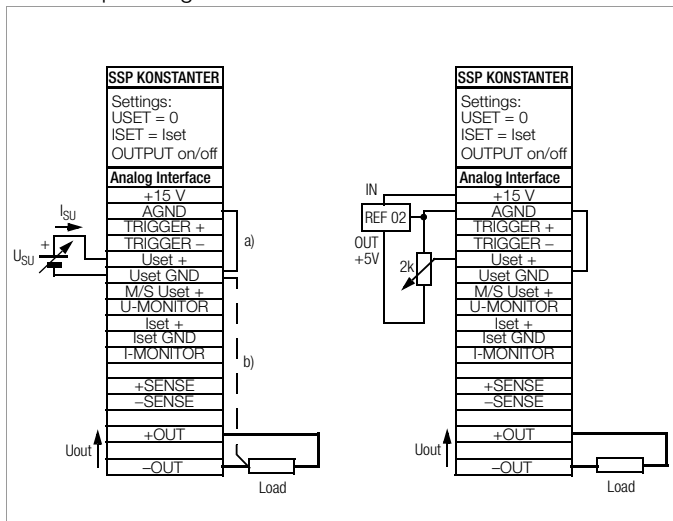 SSP KONSTANTER
Settings:
USET = 0
ISET = Iset
OUTPUT on/off
Analog Interface
+15 V
AGND
TRIGGER +
TRIGGER –
Uset +
Uset GND
M/S Uset +
U-MONITOR
Iset +
Iset GND
I-MONITOR
+SENSE
–SENSE
+OUT
–OUT
ISU
+
USU
a)
b)
Uout
Load
SSP KONSTANTER
Settings:
USET = 0
ISET = Iset
OUTPUT on/off
Analog Interface
+15 V
AGND
TRIGGER +
TRIGGER –
Uset +
Uset GND
M/S Uset +
U-MONITOR
Iset +
Iset GND
I-MONITOR
+SENSE
–SENSE
+OUT
–OUT
IN
REF 02
OUT
+5V
2k
Uout
Load